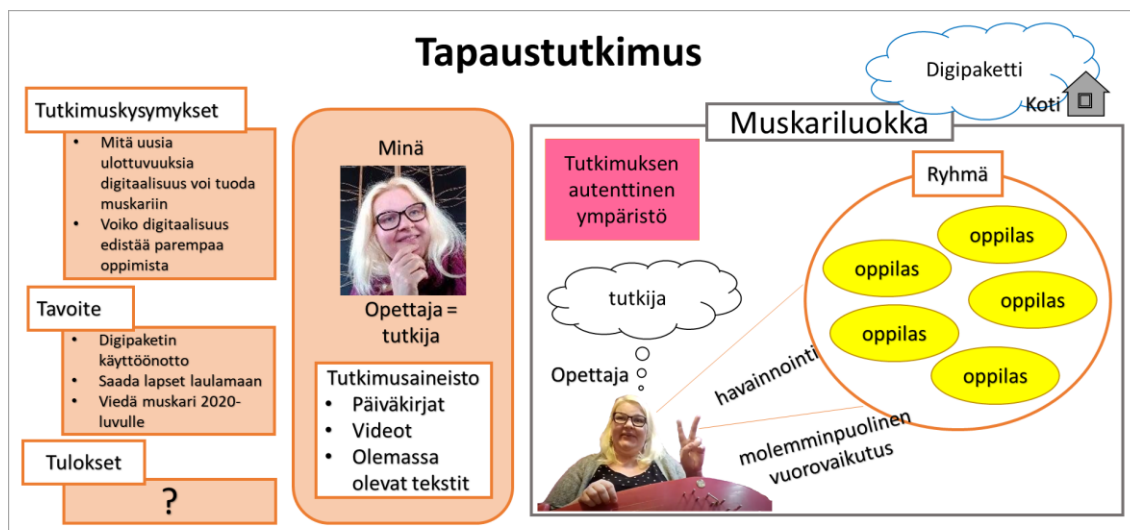 Tapaustutkimus
Tutkimuskysymykset
• Mitä uusia
ulottuvuuksia
digitaalisuus voi tuoda
muskariin
• Voiko digitaalisuus
edistää parempaa
oppimista
Tavoite
• Digipaketin
käyttöönotto
• Saada lapset laulamaan
• Viedä muskari 2020-
luvulle
Tulokset
?
Minä
Opettaja =
tutkija
Tutkimusaineisto
• Päiväkirjat
• Videot
• Olemassa
olevat tekstit
Digipaketti
Koti
Muskariluokka
Tutkimuksen
autenttinen
ympäristö
tutkija
Opettaja
havainnointi
molemminpuolinen
vuorovaikutus
Ryhmä
oppilas
oppilas
oppilas
oppilas
oppilas